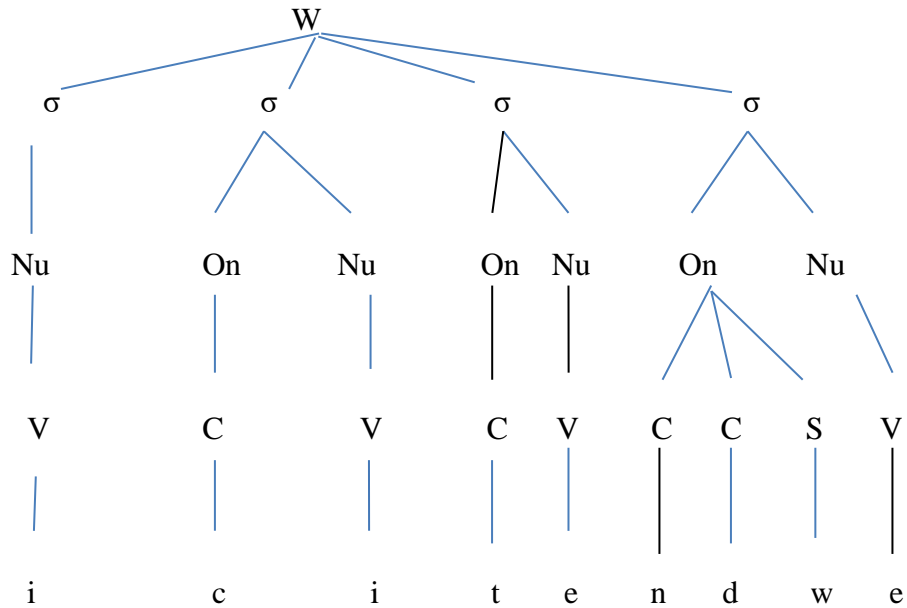 W
σ σ σ σ
Nu On Nu On Nu On Nu
V C V C V C C S V
i c i t e n d w e